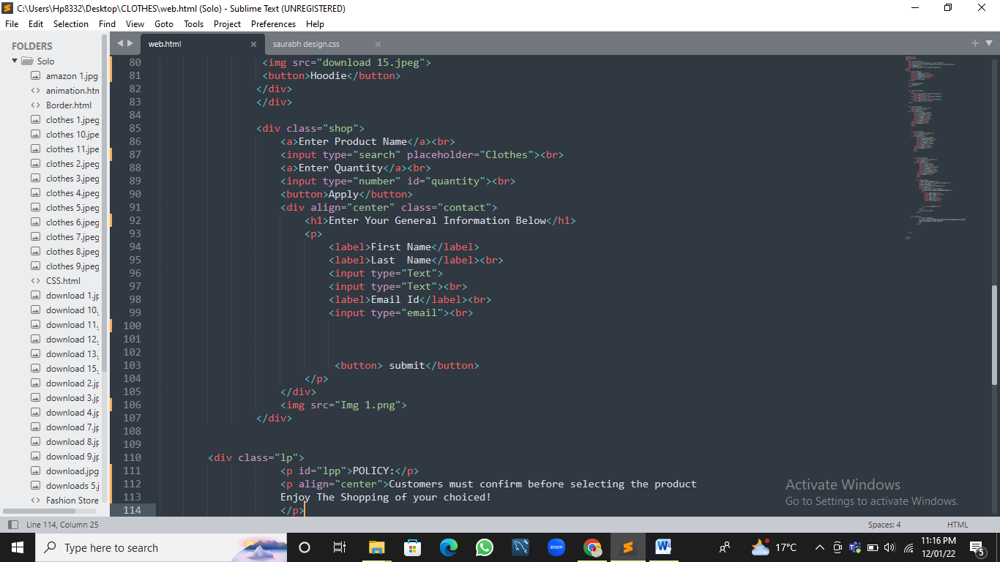 C:\Users\Hp8332\Desktop\CLOTHES\web.html (Solo) - Sublime Text (UNREGISTERED)
File Edit Selection Find View Goto Tools Project Preferences Help
FOLDERS
Solo
amazon 1.jpg
animation.htn
Border.html
clothes 1.jpeg
clothes 10.jpe
clothes 11.jpe
clothes 2.jpeg
clothes 3.jpeg
clothes 4.jpeg
clothes 5.jpeg
clothes 6.jpeg
clothes 7.jpeg
clothes 8.jpeg
clothes 9.jpeg
CSS.html
download 1.jp
download 10.
download 11.
download 12.
download 13.
download 15.
download 2.jp
download 3.jp
download 4.jp
download 7.jp
download 8.jp
download 9.jp
download.jpg
downloads 5.j
Fashion Store
web.html saurabh design.css
80 <img src="download 15.jpeg">
81 <button>Hoodie</button>
82 </div>
83 </div>
84
85 <div class="shop">
86 <a>Enter Product Name</a><br>
87 <input type="search" placeholder="Clothes"><br>
88 <a>Enter Quantity</a><br>
89 <input type="number" id="quantity"><br>
90 <button>Apply</button>
91 <div align="center" class="contact">
92 <h1>Enter Your General Information Below</h1>
93 <p>
94 <label>First Name</label>
95 <label>Last  Name</label><br>
96 <input type="Text">
97 <input type="Text"><br>
98 <label>Email Id</label><br>
99 <input type="email"><br>
100
101
102
103 <button> submit</button>
104 </p>
105 </div>
106 <img src="Img 1.png">
107 </div>
108
109
110 <div class="lp">
111 <p id="lpp">POLICY:</p>
112 <p align="center">Customers must confirm before selecting the product
113 Enjoy The Shopping of your choiced!
114 </p>
Activate Windows
Go to Settings to activate Windows.
Line 114, Column 25 Spaces: 4 HTML
Type here to search
zoom
17°C
11:16 PM
12/01/22
5